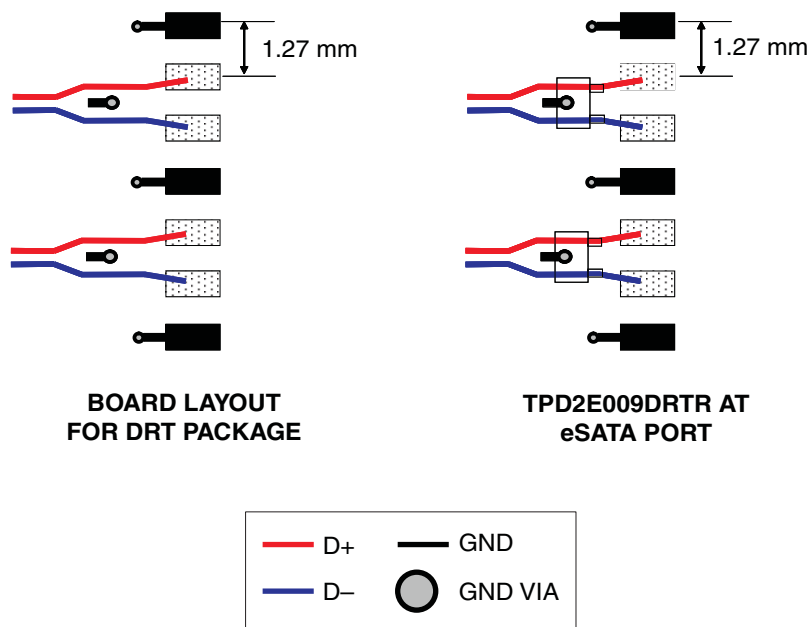 1.27 mm
1.27 mm
BOARD LAYOUT
FOR DRT PACKAGE
TPD2E009DRTR AT
eSATA PORT
D+
GND
D–
GND VIA